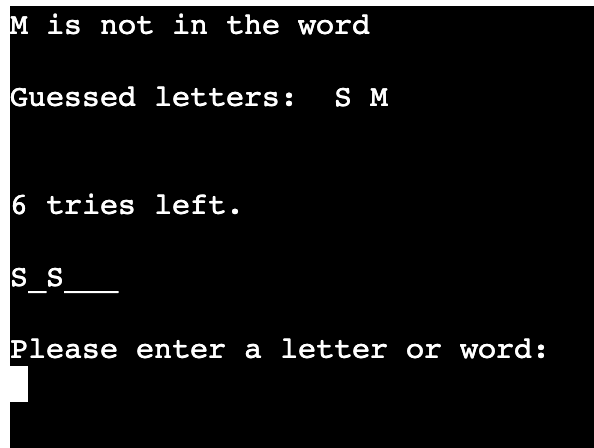 M is not in the word
Guessed letters:  S M
6 tries left.
S_S___
Please enter a letter or word: